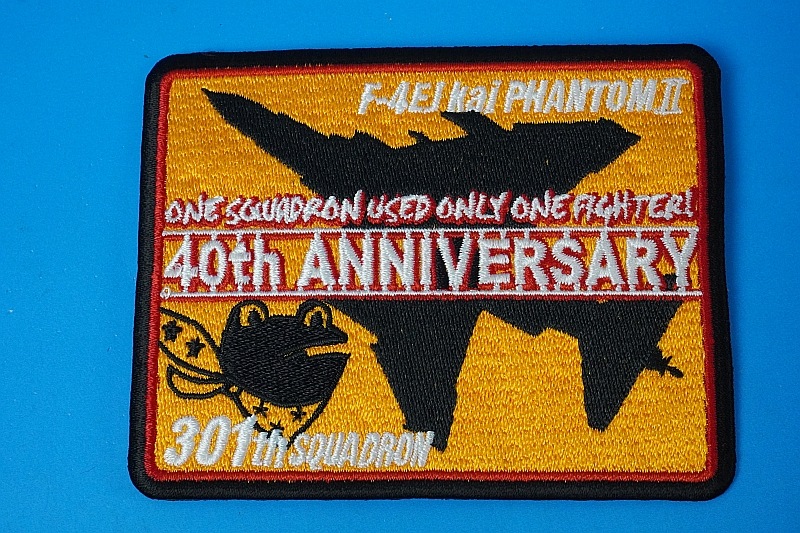 F-4EJ kai PHANTOM II
ONE SQUADRON USED ONLY ONE FIGHTER!
40th ANNIVERSARY
301th SQUADRON